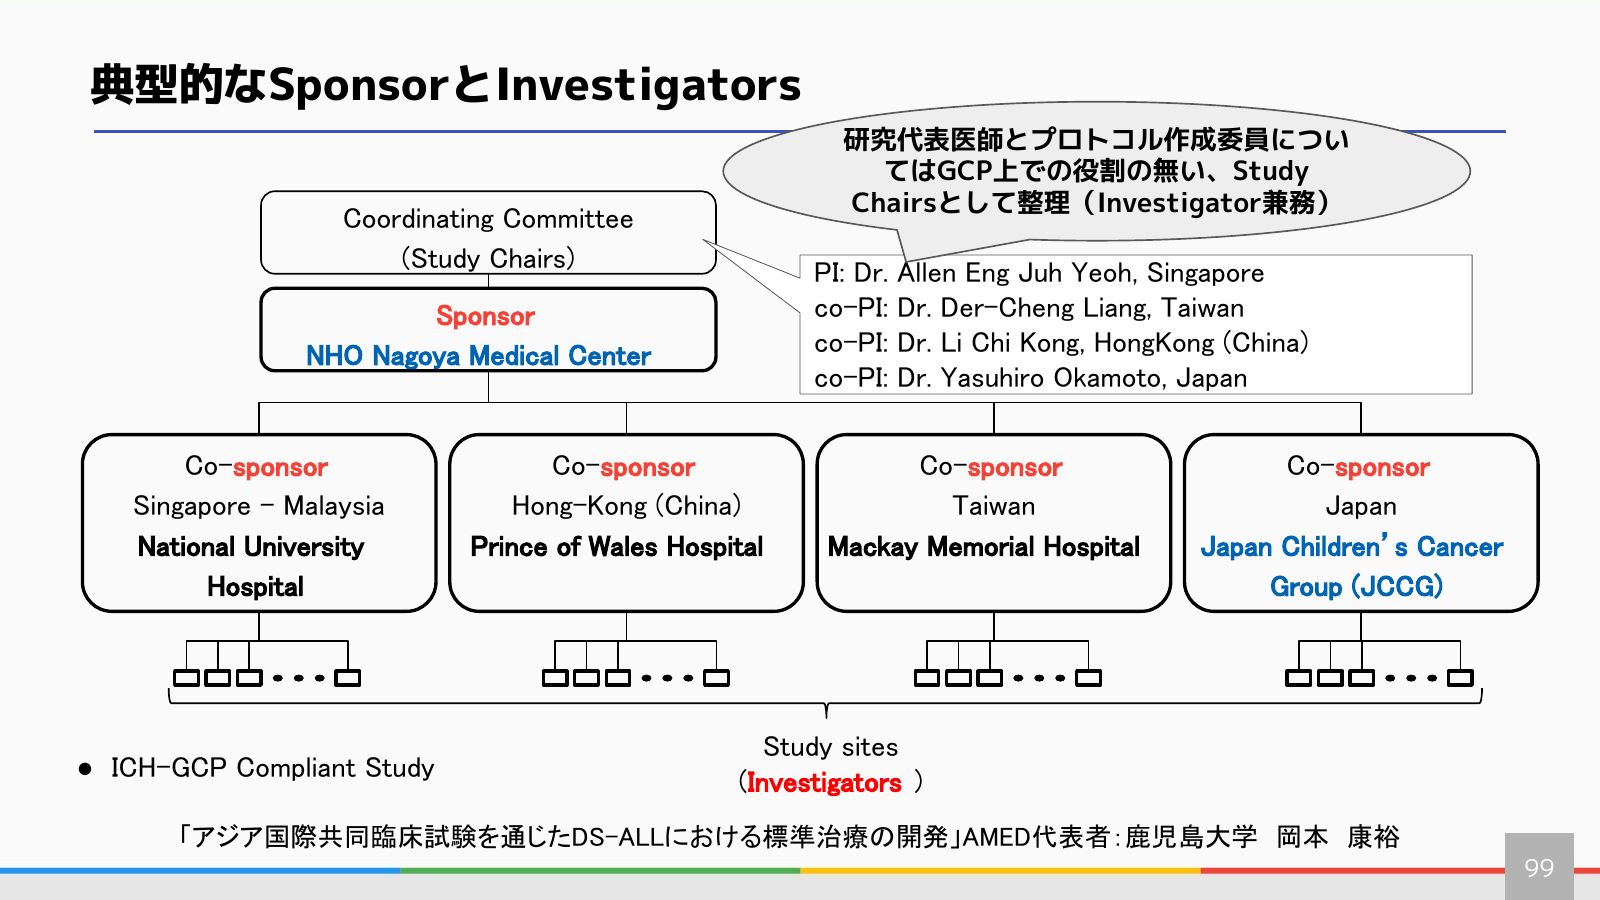 典型的なSponsorとInvestigators
研究代表医師とプロトコル作成委員につい
てはGCP上での役割の無い、Study
Chairsとして整理（Investigator兼務）
Coordinating Committee
(Study Chairs)
PI: Dr. Allen Eng Juh Yeoh, Singapore
co-PI: Dr. Der-Cheng Liang, Taiwan
co-PI: Dr. Li Chi Kong, HongKong (China)
co-PI: Dr. Yasuhiro Okamoto, Japan
Sponsor
NHO Nagoya Medical Center
Co-sponsor
Singapore - Malaysia
National University
Hospital
Co-sponsor
Hong-Kong (China)
Prince of Wales Hospital
Co-sponsor
Taiwan
Mackay Memorial Hospital
Co-sponsor
Japan
Japan Children’s Cancer
Group (JCCG)
Study sites
(Investigators )
● ICH-GCP Compliant Study
「アジア国際共同臨床試験を通じたDS-ALLにおける標準治療の開発」AMED代表者：鹿児島大学　岡本　康裕
99